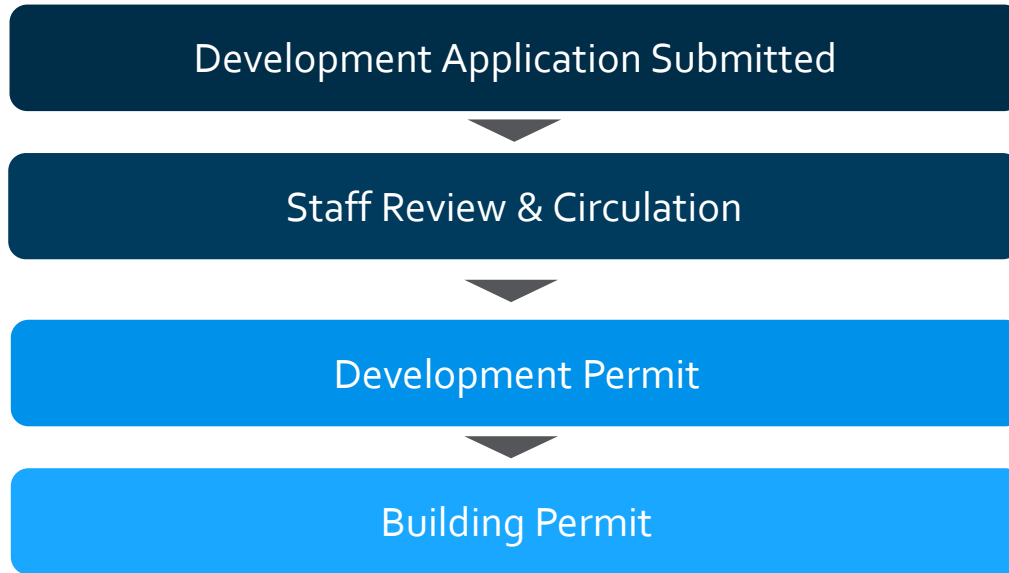 Development Application Submitted
Staff Review & Circulation
Development Permit
Building Permit